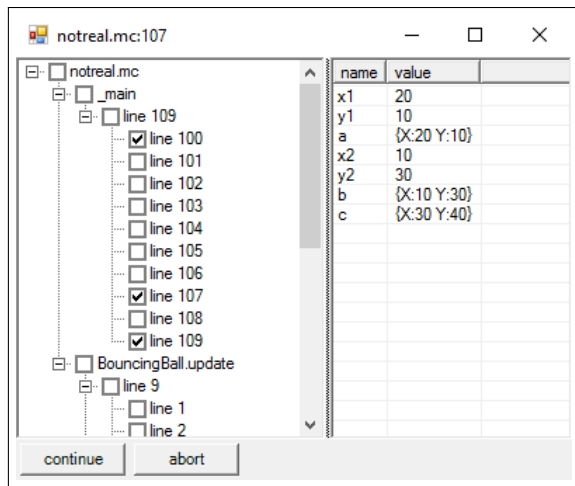 notreal.mc:107
notreal.mc
_main
line 109
line 100
line 101
line 102
line 103
line 104
line 105
line 106
line 107
line 108
line 109
BouncingBall.update
line 9
line 1
line 2
name value
x1 20
y1 10
a {X:20 Y:10}
x2 10
y2 30
b {X:10 Y:30}
c {X:30 Y:40}
continue abort